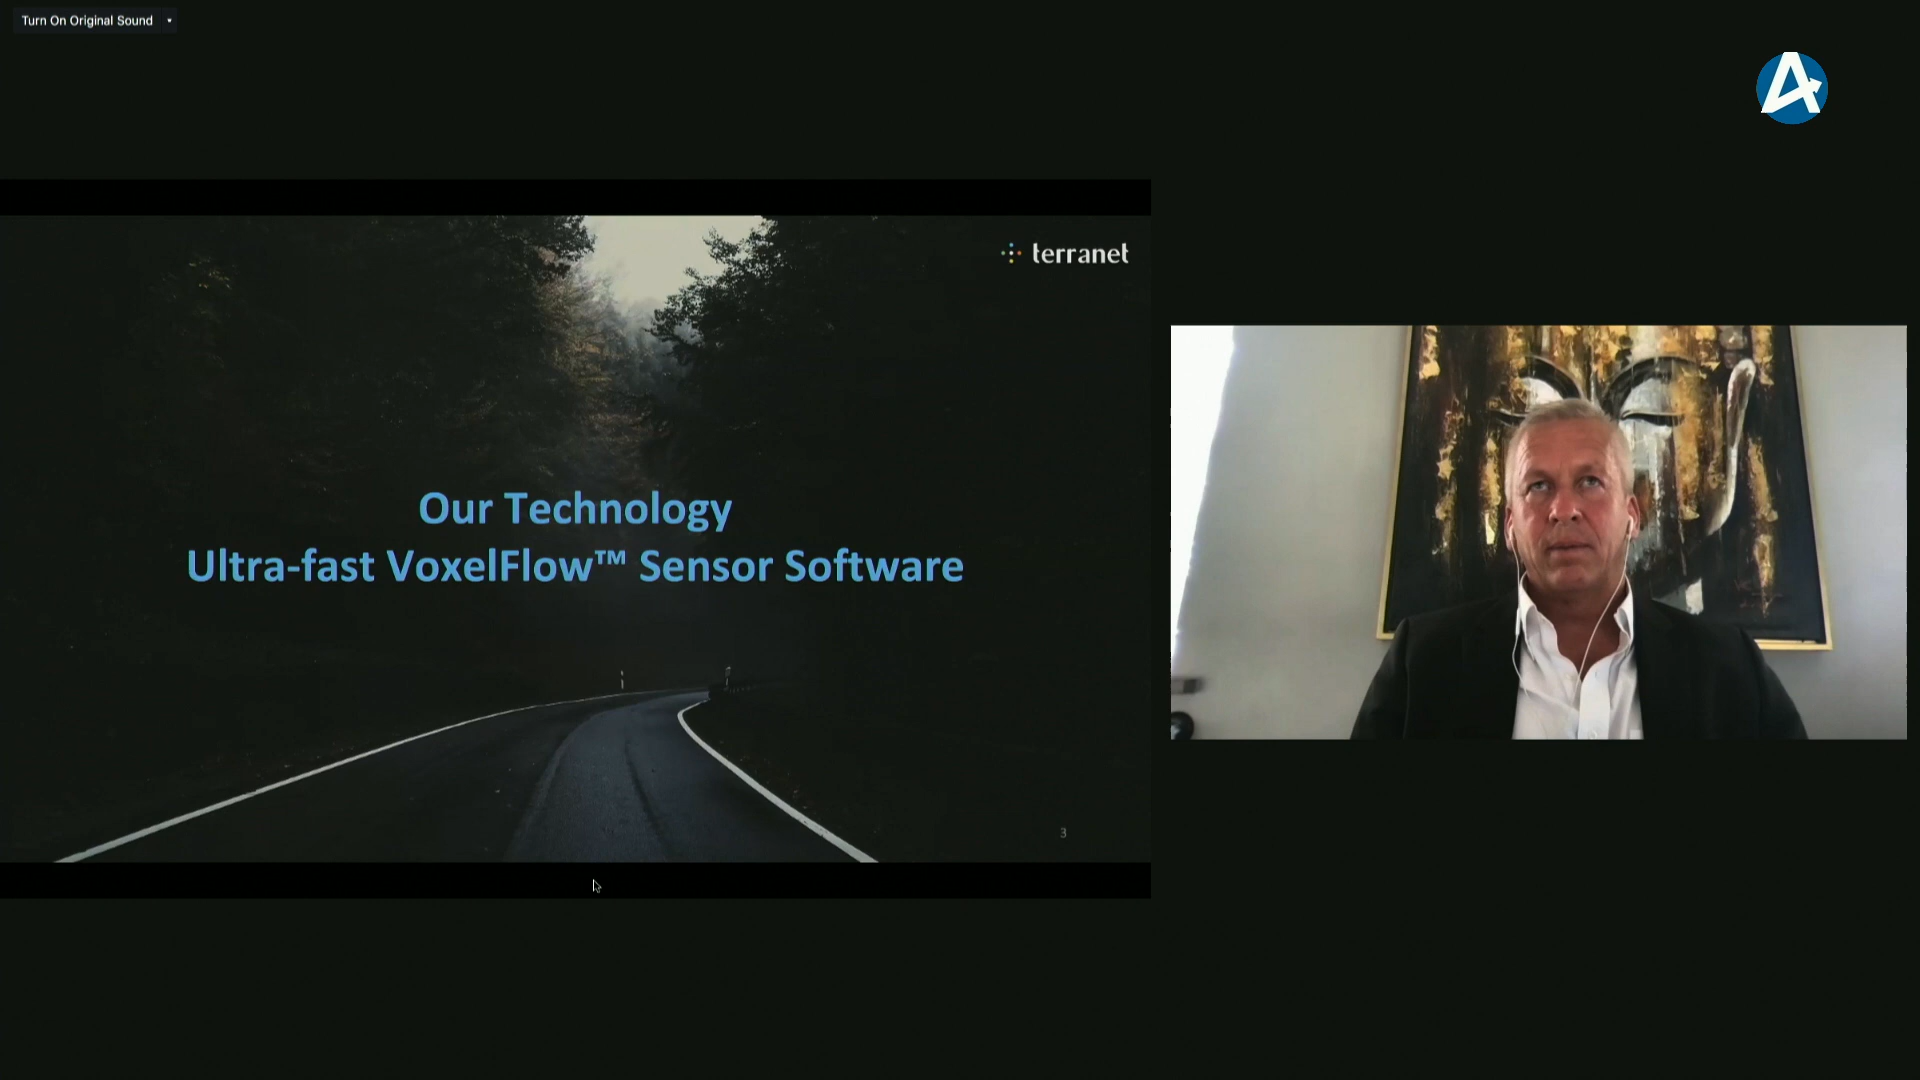 Turn On Original Sound
terranet
Our Technology
Ultra-fast VoxelFlow™ Sensor Software
3